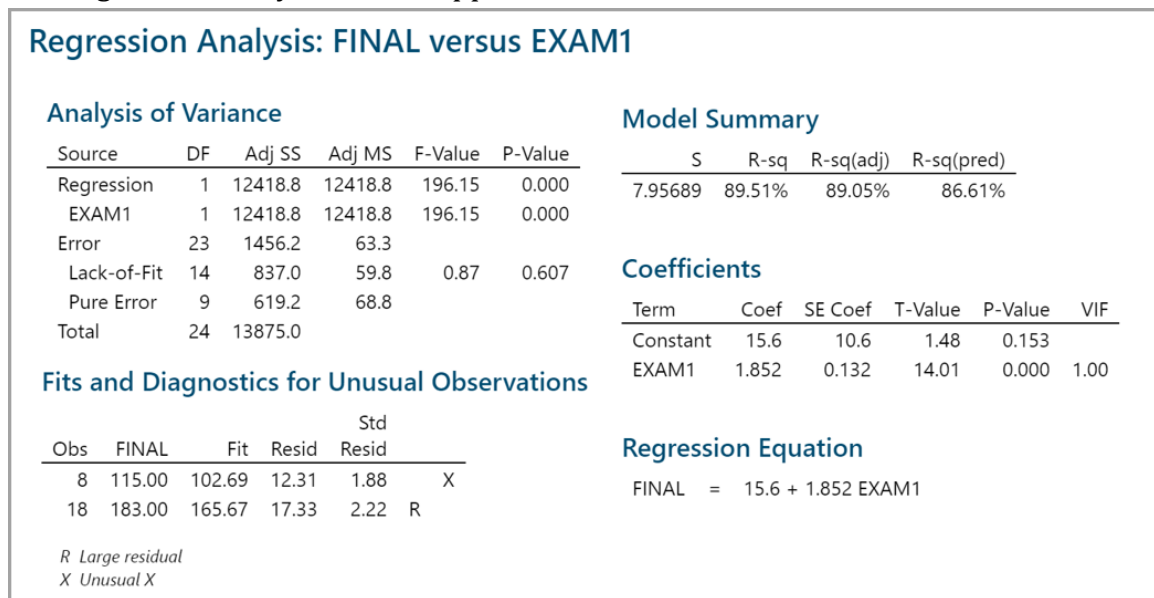 Regression Analysis: FINAL versus EXAM1
Analysis of Variance
Source DF Adj SS Adj MS F-Value P-Value
Regression 1 12418.8 12418.8 196.15 0.000
EXAM1 1 12418.8 12418.8 196.15 0.000
Error 23 1456.2 63.3
Lack-of-Fit 14 837.0 59.8 0.87 0.607
Pure Error 9 619.2 68.8
Total 24 13875.0
Fits and Diagnostics for Unusual Observations
Std
Obs FINAL Fit Resid Resid
8 115.00 102.69 12.31 1.88 X
18 183.00 165.67 17.33 2.22 R
R Large residual
X Unusual X
Model Summary
S R-sq R-sq(adj) R-sq(pred)
7.95689 89.51% 89.05% 86.61%
Coefficients
Term Coef SE Coef T-Value P-Value VIF
Constant 15.6 10.6 1.48 0.153
EXAM1 1.852 0.132 14.01 0.000 1.00
Regression Equation
FINAL = 15.6 + 1.852 EXAM1